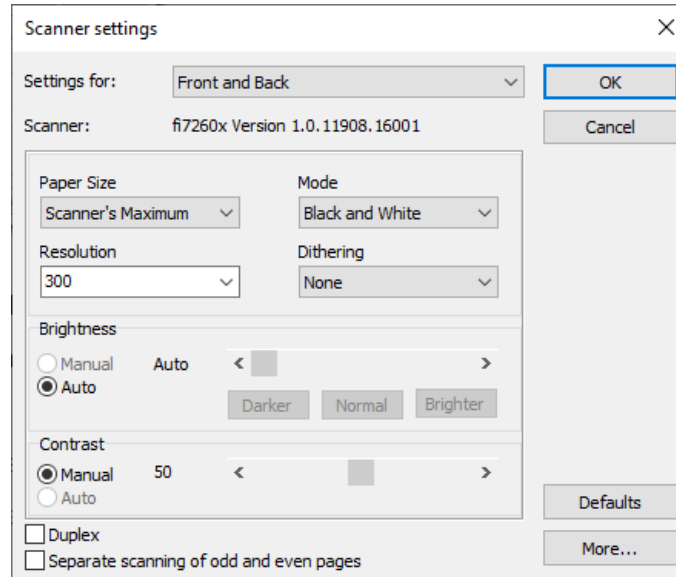 Scanner settings
Settings for: Front and Back OK
Scanner: fi7260x Version 1.0.11908.16001 Cancel
Paper Size Mode
Scanner's Maximum Black and White
Resolution Dithering
300 None
Brightness
Manual Auto
Auto
Darker Normal Brighter
Contrast
Manual 50
Auto
Defaults
Duplex
More...
Separate scanning of odd and even pages